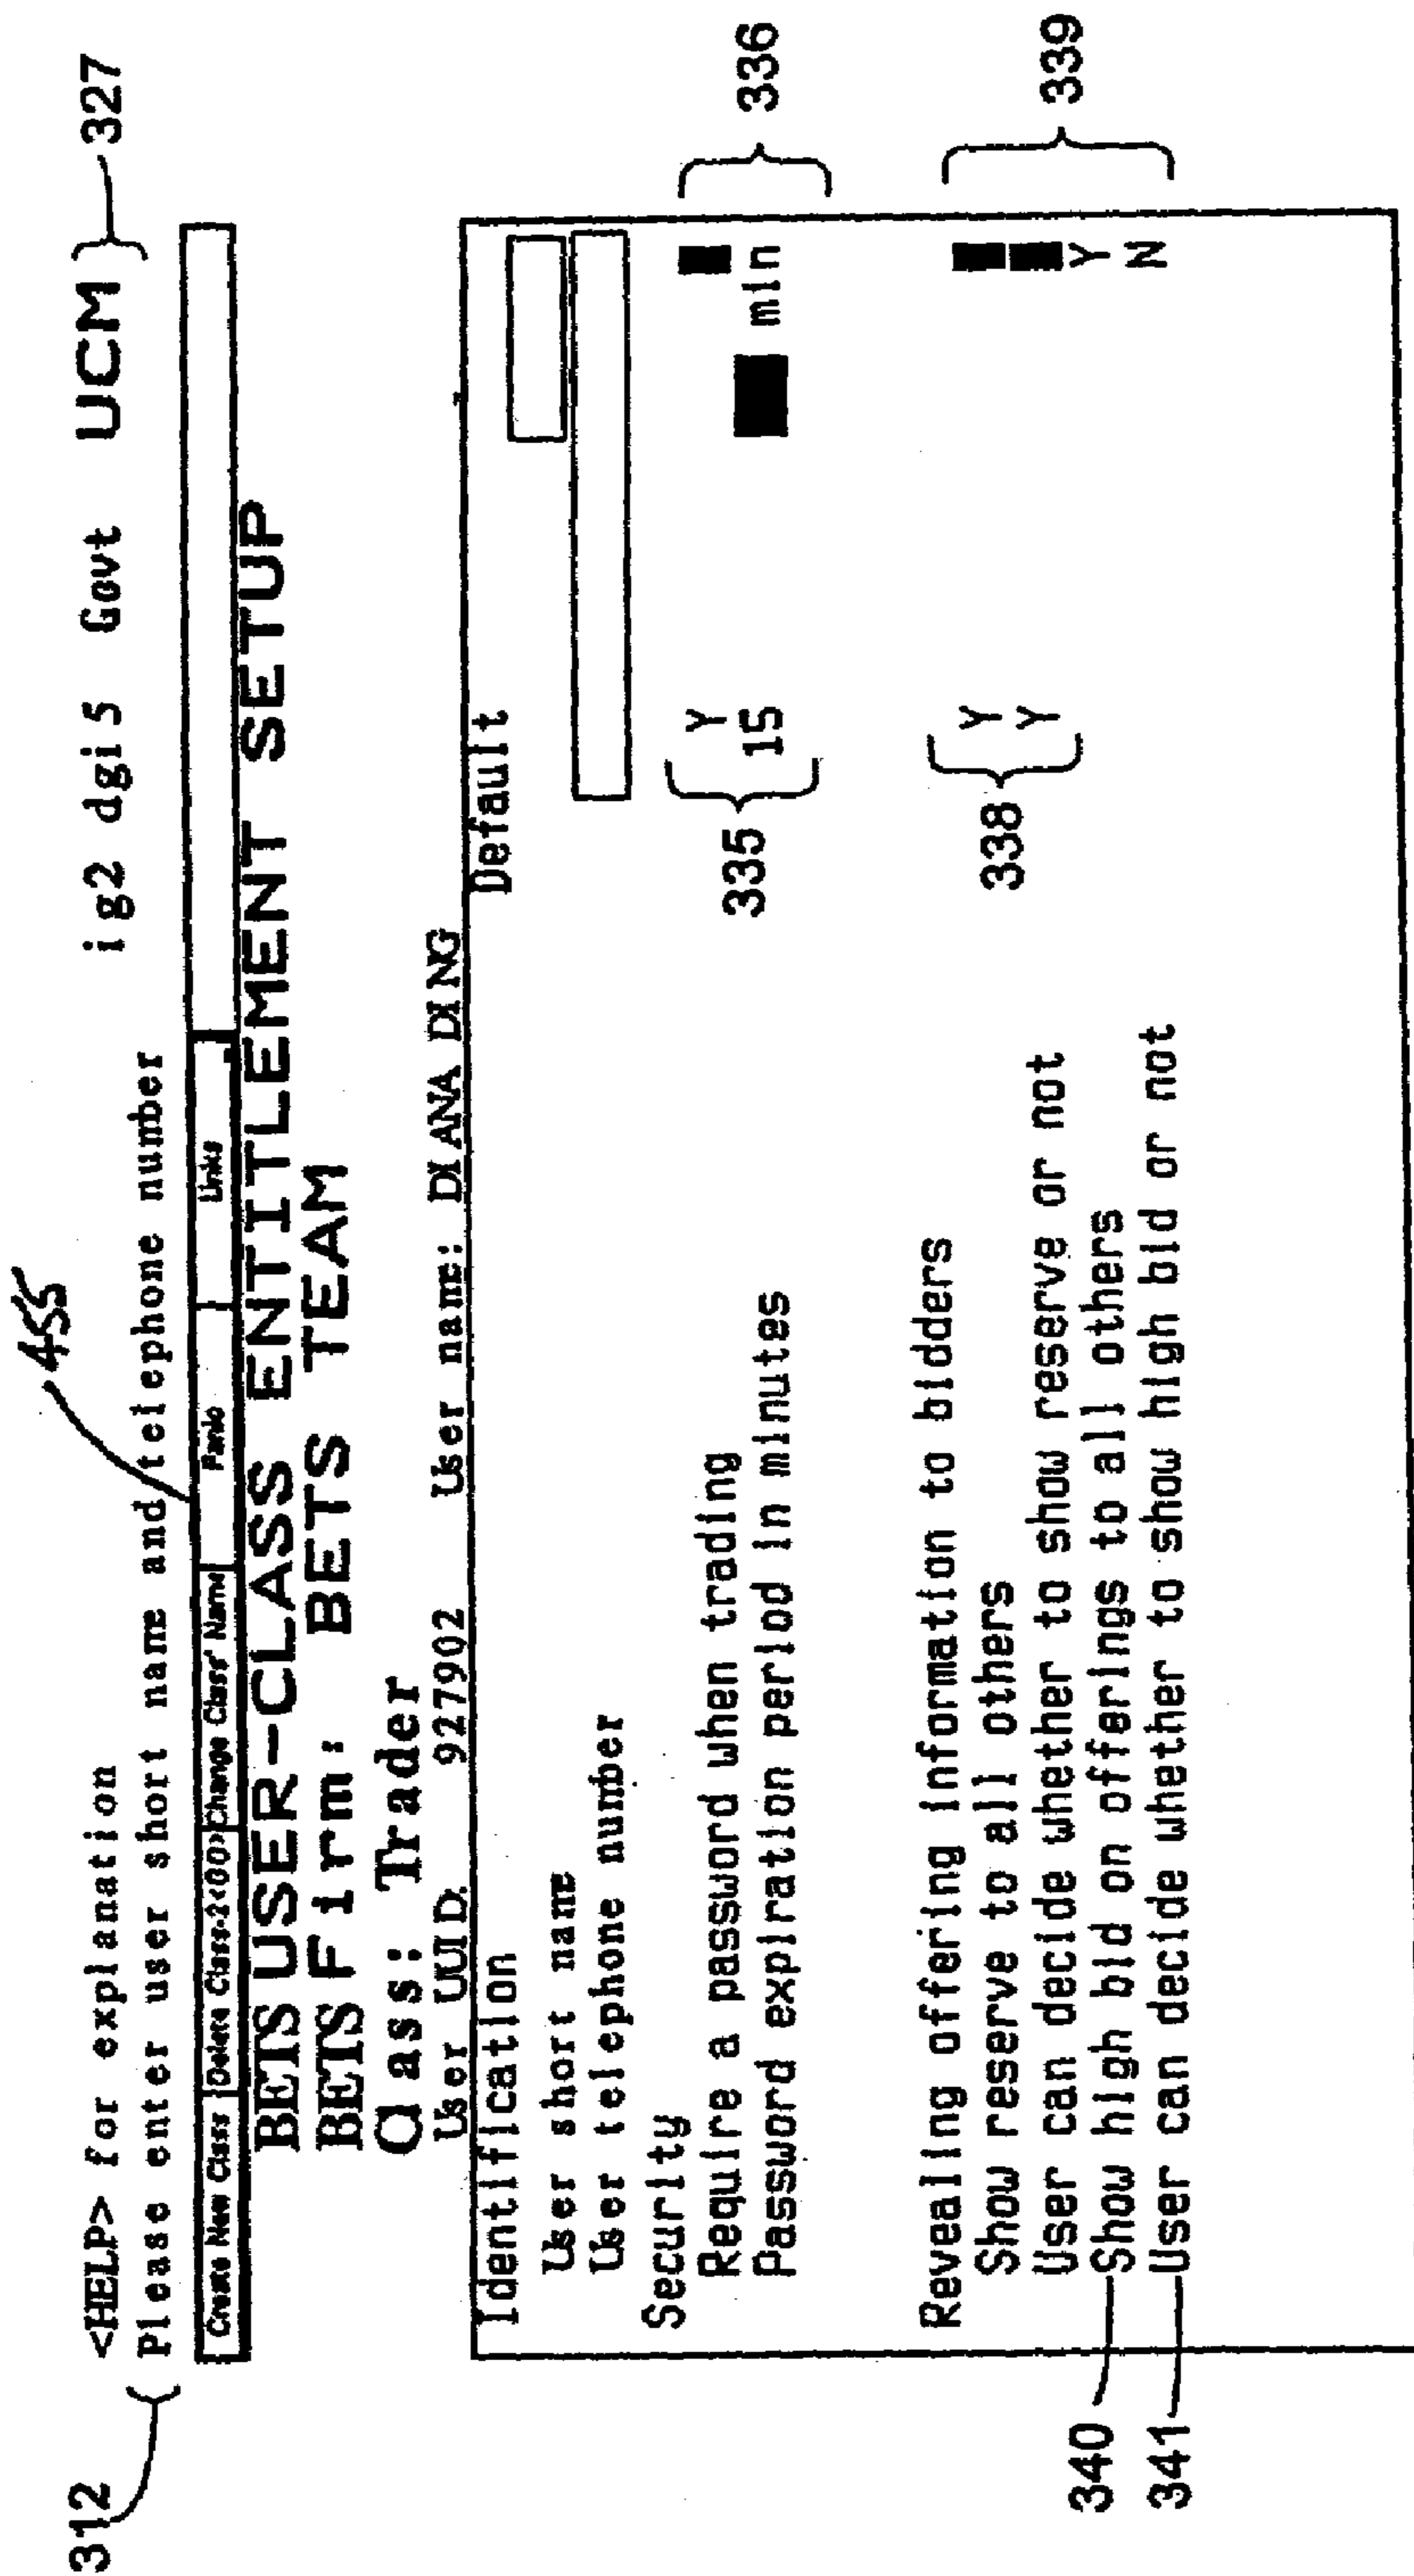 455
312 <HELP> for explanation ig2 dgi5 Govt UCM 327
Please enter user short name and telephone number
Create New Class Delete Class-2<GO> Change Class' Name Panic Links
BETS USER-CLASS ENTITLEMENT SETUP
BETS Firm: BETS TEAM
Class: Trader
User UUID: 927902 User name: DIANA DING
Identification Default
User short name
User telephone number
Security
Require a password when trading Y
Password expiration period in minutes 15 min
335 336
Revealing offering information to bidders
Show reserve to all others Y
User can decide whether to show reserve or not Y
338 339
340 Show high bid on offerings to all others Y
341 User can decide whether to show high bid or not N